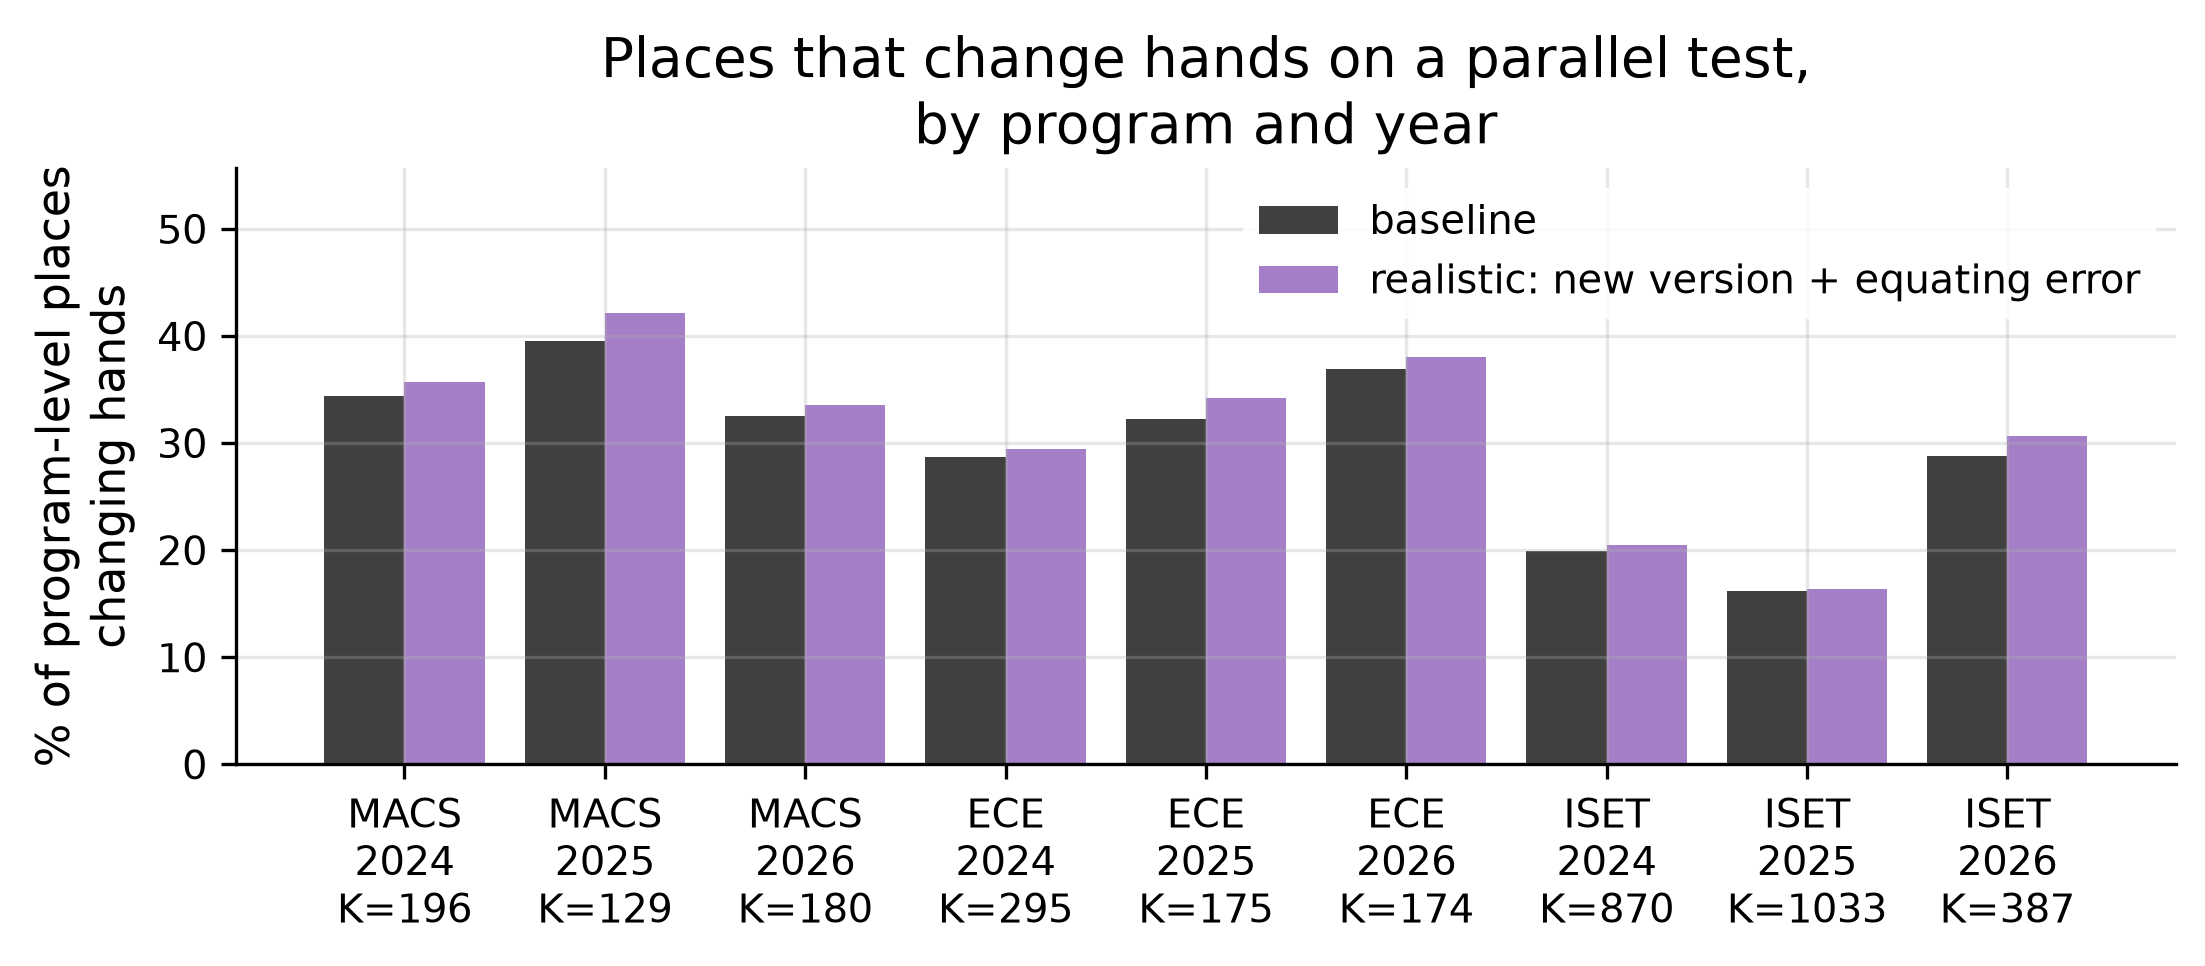 Places that change hands on a parallel test,
by program and year
% of program-level places
changing hands
50
40
30
20
10
0
baseline
realistic: new version + equating error
MACS
2024
K=196
MACS
2025
K=129
MACS
2026
K=180
ECE
2024
K=295
ECE
2025
K=175
ECE
2026
K=174
ISET
2024
K=870
ISET
2025
K=1033
ISET
2026
K=387